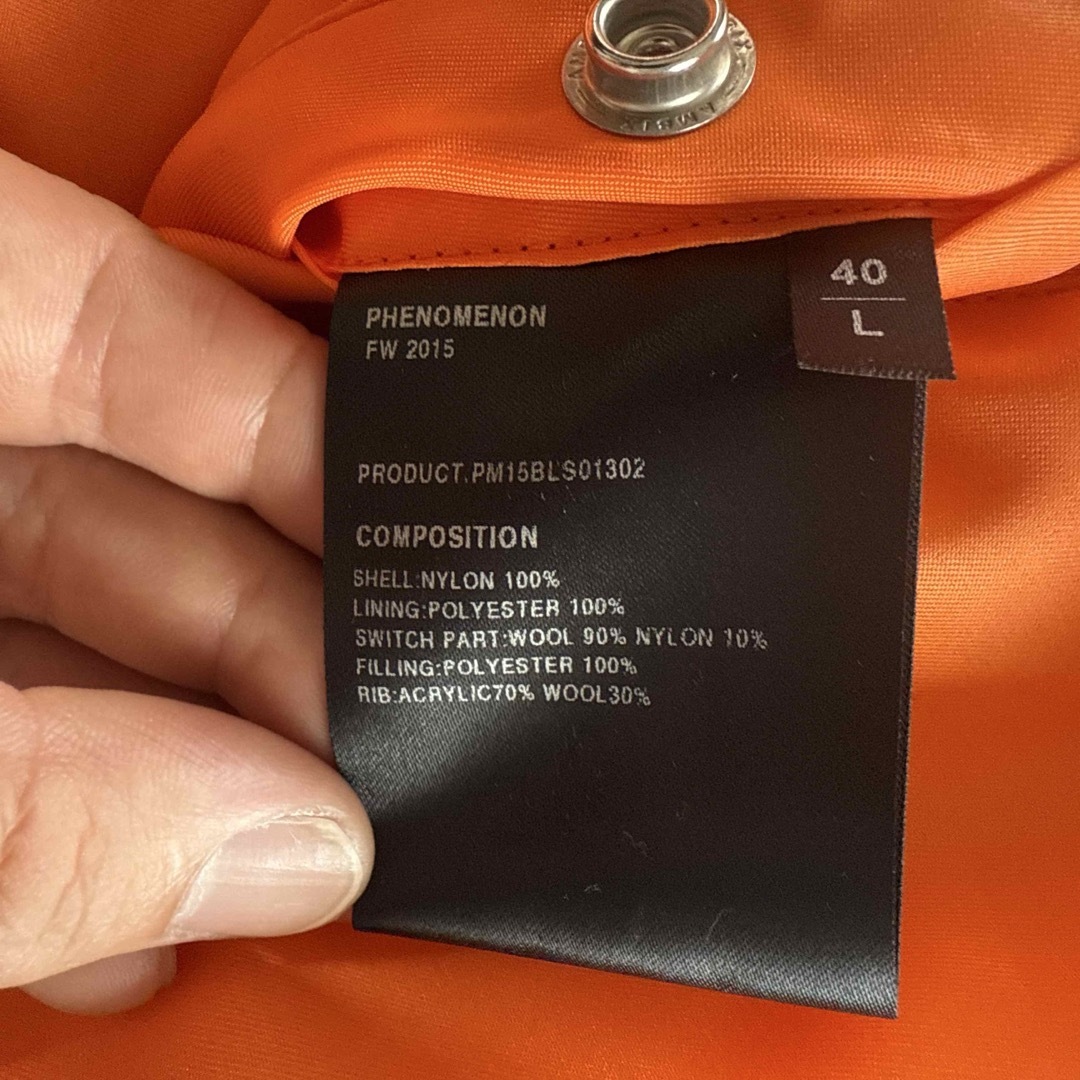 40
L
PHENOMENON
FW 2015
PRODUCT.PM15BLS01302
COMPOSITION
SHELL:NYLON 100%
LINING:POLYESTER 100%
SWITCH PART:WOOL 90% NYLON 10%
FILLING:POLYESTER 100%
RIB:ACRYLIC70% WOOL30%